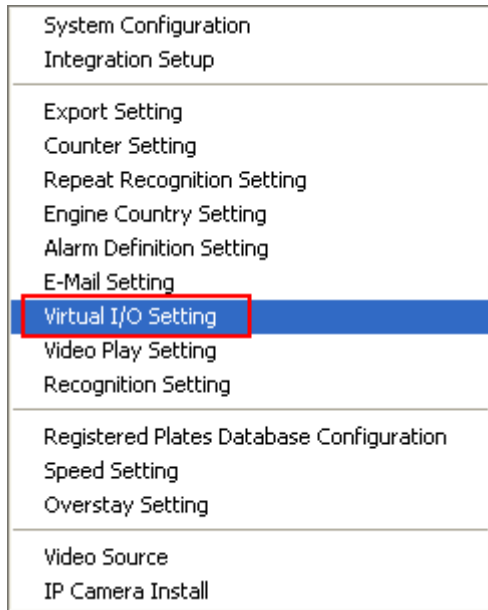 System Configuration
Integration Setup
Export Setting
Counter Setting
Repeat Recognition Setting
Engine Country Setting
Alarm Definition Setting
E-Mail Setting
Virtual I/O Setting
Video Play Setting
Recognition Setting
Registered Plates Database Configuration
Speed Setting
Overstay Setting
Video Source
IP Camera Install